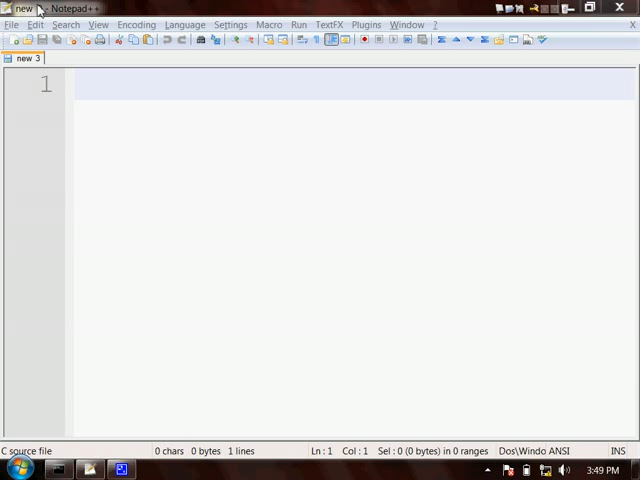 new 3 - Notepad++
File Edit Search View Encoding Language Settings Macro Run TextFX Plugins Window ? X
new 3
1
C source file 0 chars 0 bytes 1 lines Ln : 1 Col : 1 Sel : 0 (0 bytes) in 0 ranges Dos\Windo ANSI INS
3:49 PM